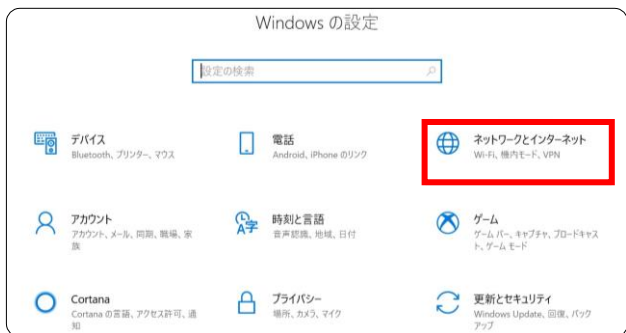 Windows の設定
設定の検索
デバイス
Bluetooth、プリンター、マウス
電話
Android、iPhone のリンク
ネットワークとインターネット
Wi-Fi、機内モード、VPN
アカウント
アカウント、メール、同期、職場、家
族
時刻と言語
音声認識、地域、日付
ゲーム
ゲーム バー、キャプチャ、ブロードキャス
ト、ゲーム モード
Cortana
Cortana の言語、アクセス許可、通
知
プライバシー
場所、カメラ、マイク
更新とセキュリティ
Windows Update、回復、バック
アップ